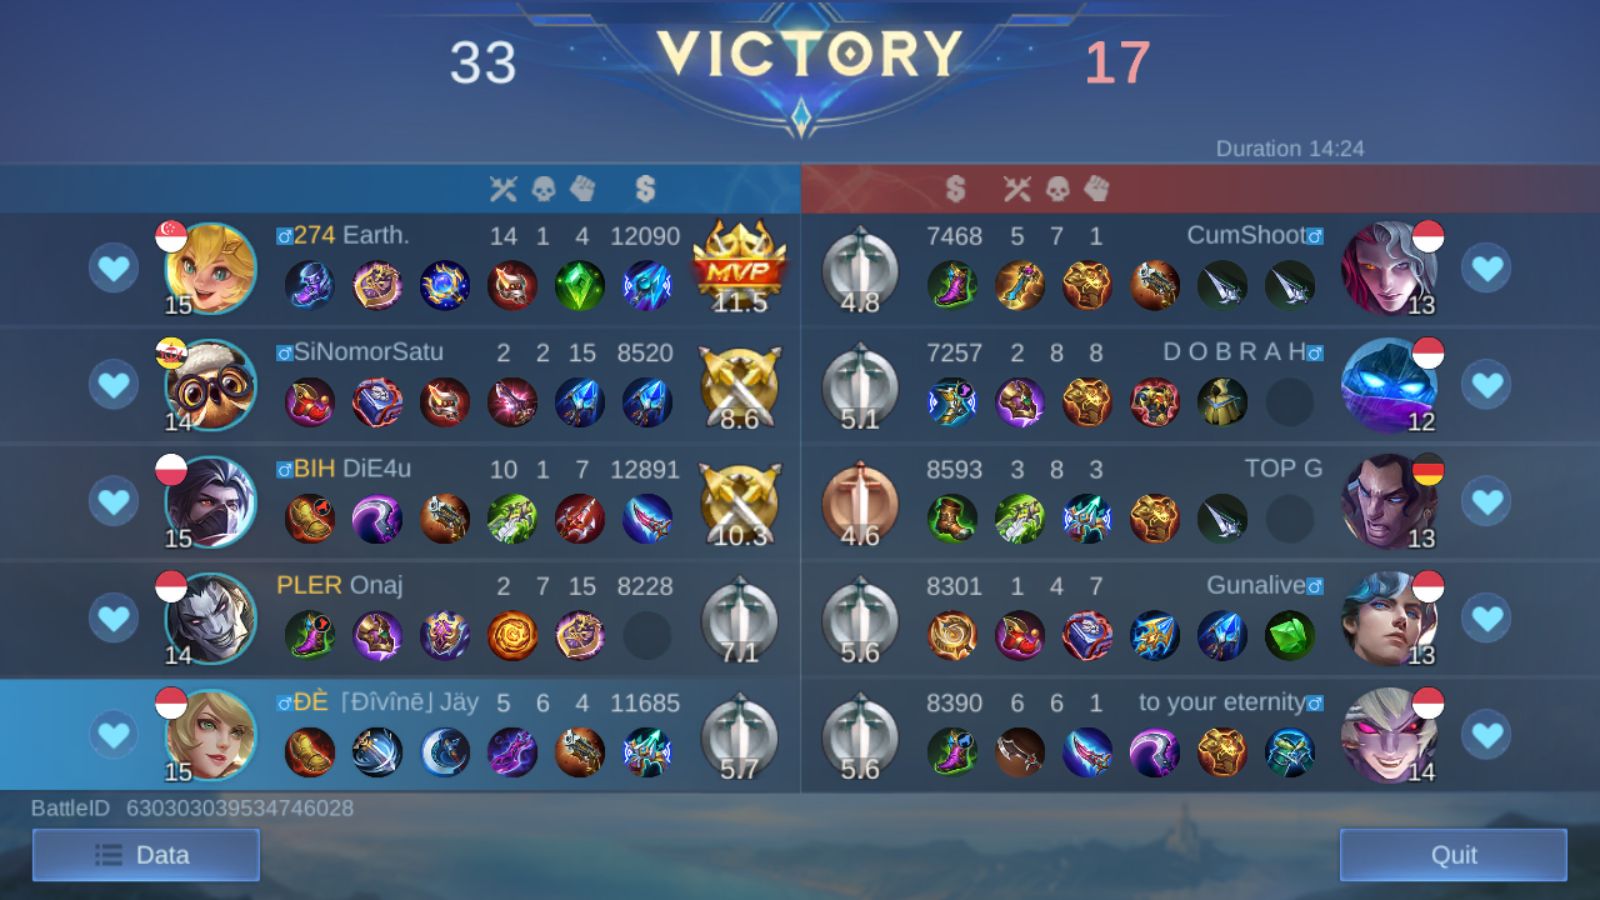 33 VICTORY 17
Duration 14:24
274 Earth. 14 1 4 12090 15 MVP 11.5
4.8 7468 5 7 1 CumShoot 13
SiNomorSatu 2 2 15 8520 14 8.6
5.1 7257 2 8 8 D O B R A H 12
BIH DiE4u 10 1 7 12891 15 10.3
4.6 8593 3 8 3 TOP G 13
PLER Onaj 2 7 15 8228 14 7.1
5.6 8301 1 4 7 Gunalive 13
ĐÈ ⌈Đîvînē⌋ Jäy 5 6 4 11685 15 5.7
5.6 8390 6 6 1 to your eternity 14
BattleID 630303039534746028
Data Quit